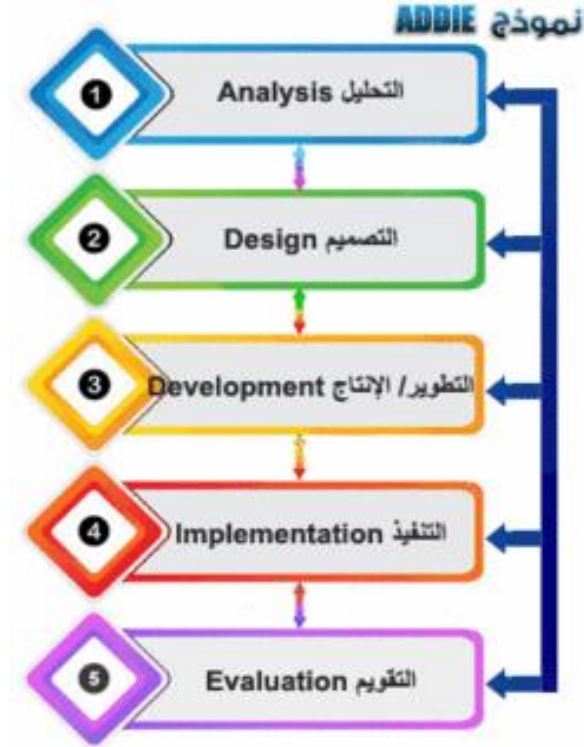 نموذج ADDIE
1
التحليل Analysis
2
التصميم Design
3
التطوير/ الإنتاج Development
4
التنفيذ Implementation
5
التقويم Evaluation